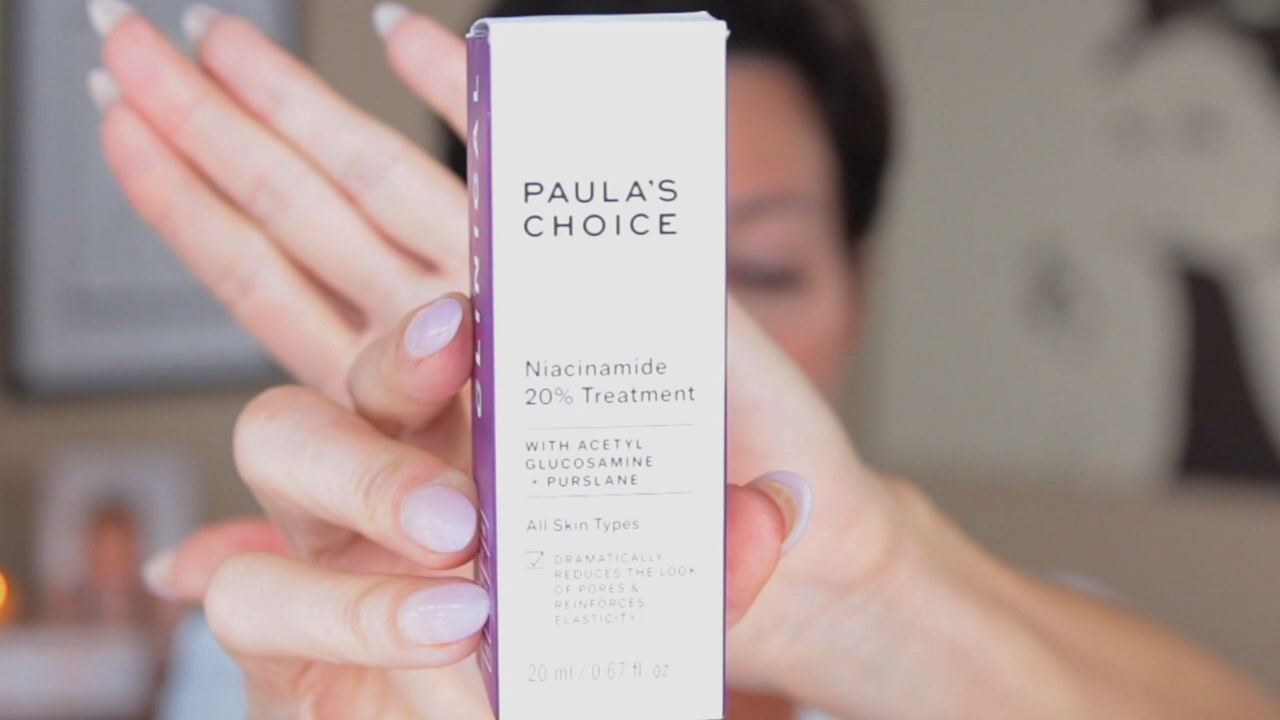 PAULA'S
CHOICE
Niacinamide
20% Treatment
WITH ACETYL
GLUCOSAMINE
+ PURSLANE
All Skin Types
DRAMATICALLY
REDUCES THE LOOK
OF PORES &
REINFORCES
ELASTICITY
20 ml / 0.67 fl. oz
CLINICAL